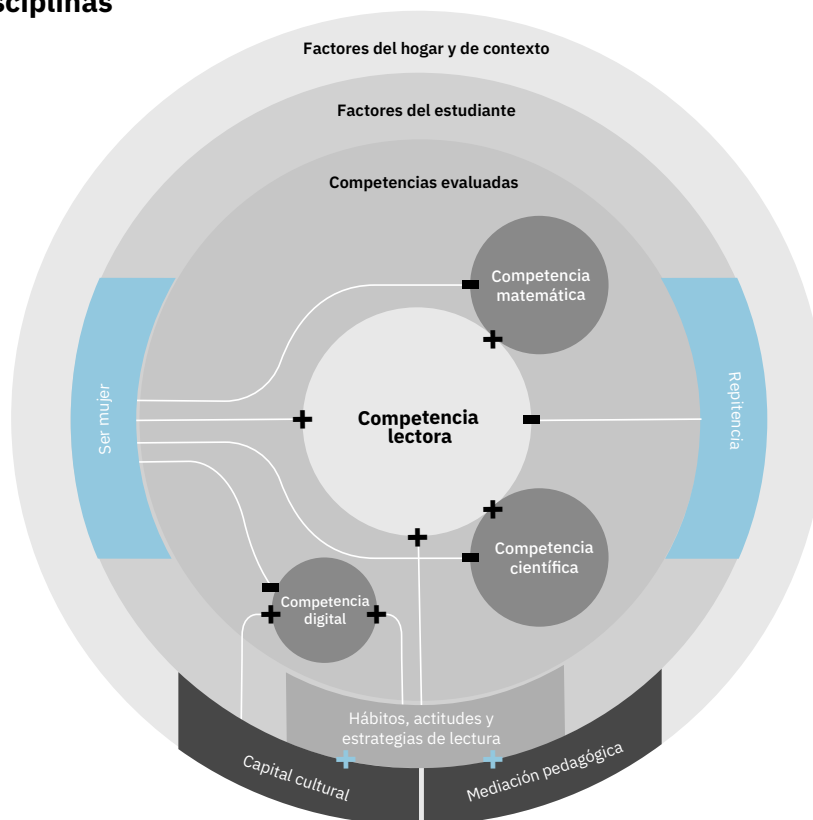 Factores del hogar y de contexto
Factores del estudiante
Competencias evaluadas
Competencia
matemática
Ser mujer
Competencia
lectora
Repitencia
Competencia
científica
Competencia
digital
Hábitos, actitudes y
estrategias de lectura
Capital cultural
Mediación pedagógica